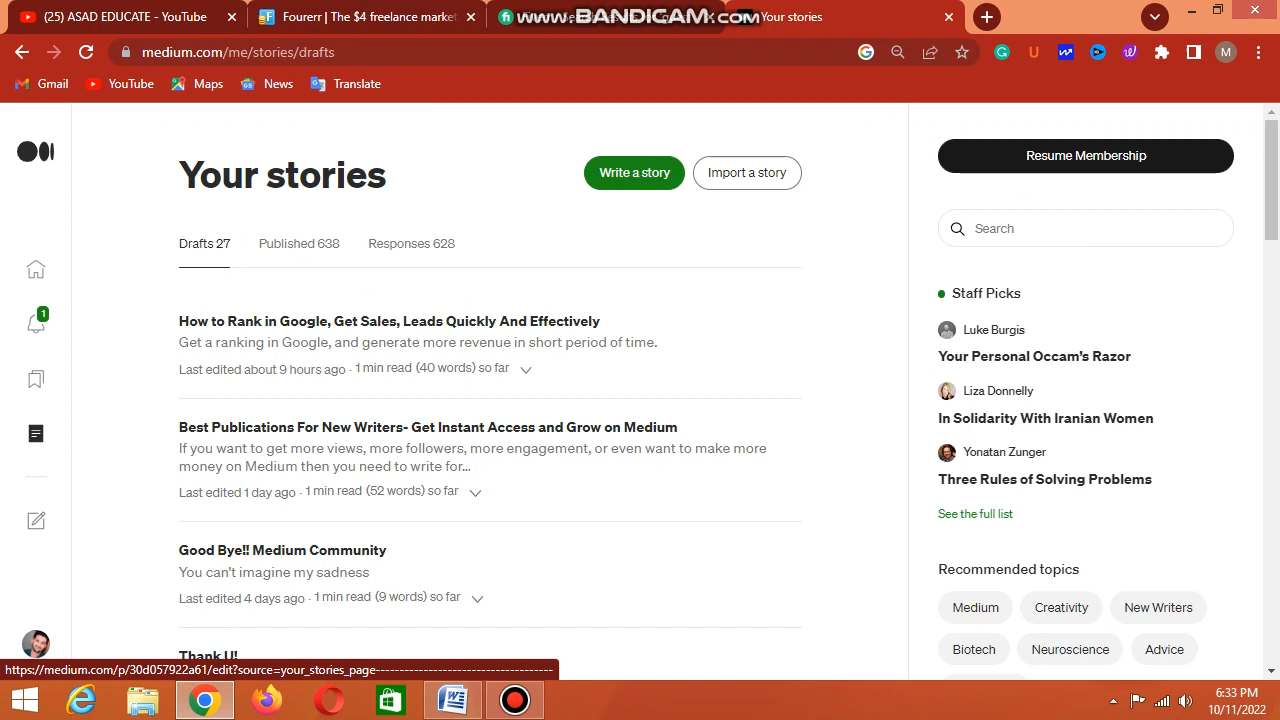 (25) ASAD EDUCATE - YouTube
Fourerr | The $4 freelance market
www.BANDICAM.com
Your stories
medium.com/me/stories/drafts
Gmail
YouTube
Maps
News
Translate
M
Your stories
Write a story
Import a story
Resume Membership
Search
Drafts 27
Published 638
Responses 628
Staff Picks
1
How to Rank in Google, Get Sales, Leads Quickly And Effectively
Get a ranking in Google, and generate more revenue in short period of time.
Last edited about 9 hours ago · 1 min read (40 words) so far
Luke Burgis
Your Personal Occam's Razor
Liza Donnelly
In Solidarity With Iranian Women
Best Publications For New Writers- Get Instant Access and Grow on Medium
If you want to get more views, more followers, more engagement, or even want to make more
money on Medium then you need to write for...
Last edited 1 day ago · 1 min read (52 words) so far
Yonatan Zunger
Three Rules of Solving Problems
See the full list
Good Bye!! Medium Community
You can't imagine my sadness
Last edited 4 days ago · 1 min read (9 words) so far
Recommended topics
Medium
Creativity
New Writers
Biotech
Neuroscience
Advice
Thank U!
https://medium.com/p/30d057922a61/edit?source=your_stories_page--------------------------------------
6:33 PM
10/11/2022